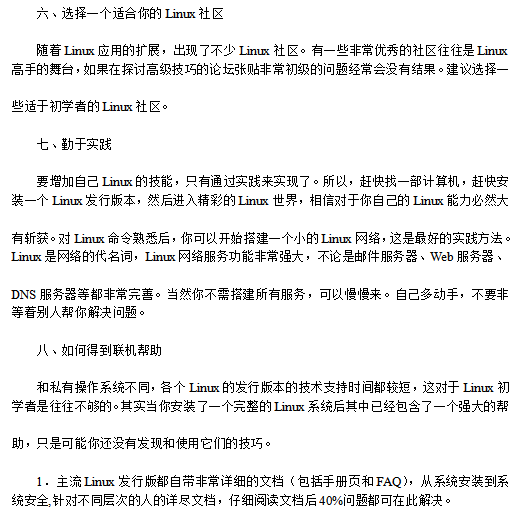 六、选择一个适合你的 Linux 社区
随着 Linux 应用的扩展，出现了不少 Linux 社区。有一些非常优秀的社区往往是 Linux
高手的舞台，如果在探讨高级技巧的论坛张贴非常初级的问题经常会没有结果。建议选择一
些适于初学者的 Linux 社区。
七、勤于实践
要增加自己 Linux 的技能，只有通过实践来实现了。所以，赶快找一部计算机，赶快安
装一个 Linux 发行版本，然后进入精彩的 Linux 世界，相信对于你自己的 Linux 能力必然大
有斩获。对 Linux 命令熟悉后，你可以开始搭建一个小的 Linux 网络，这是最好的实践方法。
Linux 是网络的代名词，Linux 网络服务功能非常强大，不论是邮件服务器、Web 服务器、
DNS 服务器等都非常完善。当然你不需搭建所有服务，可以慢慢来。自己多动手，不要非
等着别人帮你解决问题。
八、如何得到联机帮助
和私有操作系统不同，各个 Linux 的发行版本的技术支持时间都较短，这对于 Linux 初
学者是往往不够的。其实当你安装了一个完整的 Linux 系统后其中已经包含了一个强大的帮
助，只是可能你还没有发现和使用它们的技巧。
1．主流 Linux 发行版都自带非常详细的文档（包括手册页和 FAQ），从系统安装到系
统安全,针对不同层次的人的详尽文档，仔细阅读文档后 40%问题都可在此解决。